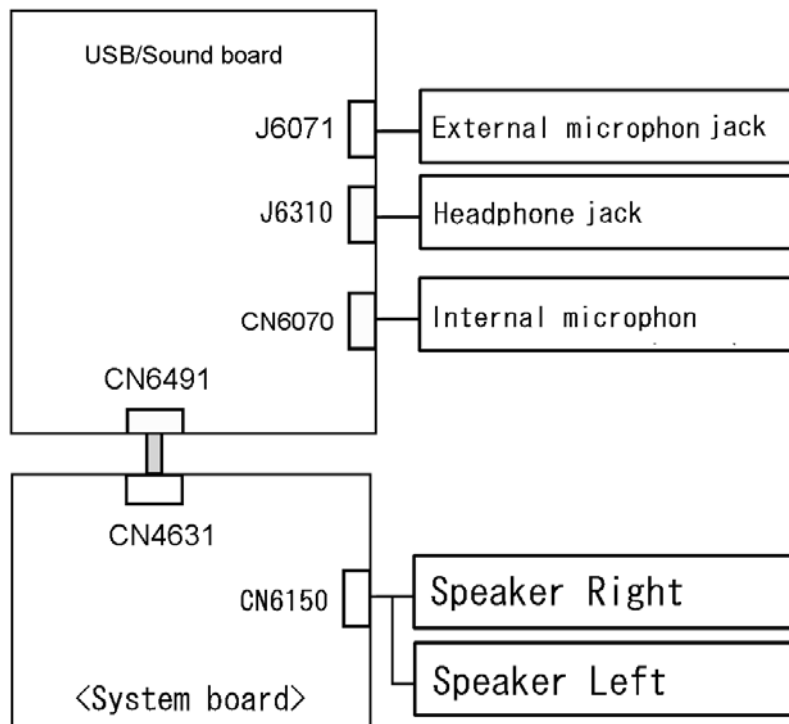 USB/Sound board
J6071
External microphon jack
J6310
Headphone jack
CN6070
Internal microphon
CN6491
CN4631
CN6150
Speaker Right
Speaker Left
<System board>